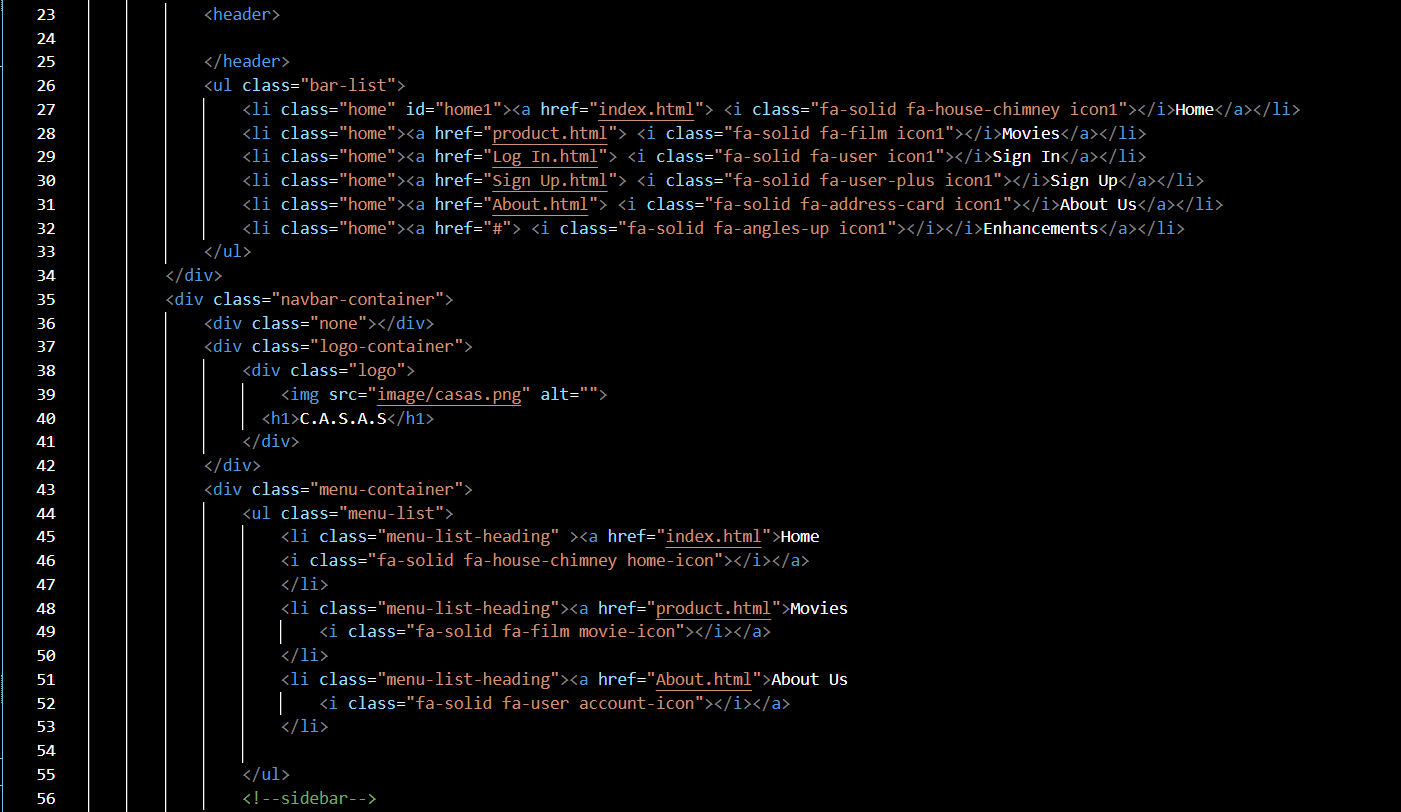 23 <header>
24
25 </header>
26 <ul class="bar-list">
27 <li class="home" id="home1"><a href="index.html"> <i class="fa-solid fa-house-chimney icon1"></i>Home</a></li>
28 <li class="home"><a href="product.html"> <i class="fa-solid fa-film icon1"></i>Movies</a></li>
29 <li class="home"><a href="Log In.html"> <i class="fa-solid fa-user icon1"></i>Sign In</a></li>
30 <li class="home"><a href="Sign Up.html"> <i class="fa-solid fa-user-plus icon1"></i>Sign Up</a></li>
31 <li class="home"><a href="About.html"> <i class="fa-solid fa-address-card icon1"></i>About Us</a></li>
32 <li class="home"><a href="#"> <i class="fa-solid fa-angles-up icon1"></i></i>Enhancements</a></li>
33 </ul>
34 </div>
35 <div class="navbar-container">
36 <div class="none"></div>
37 <div class="logo-container">
38 <div class="logo">
39 <img src="image/casas.png" alt="">
40 <h1>C.A.S.A.S</h1>
41 </div>
42 </div>
43 <div class="menu-container">
44 <ul class="menu-list">
45 <li class="menu-list-heading" ><a href="index.html">Home
46 <i class="fa-solid fa-house-chimney home-icon"></i></a>
47 </li>
48 <li class="menu-list-heading"><a href="product.html">Movies
49 <i class="fa-solid fa-film movie-icon"></i></a>
50 </li>
51 <li class="menu-list-heading"><a href="About.html">About Us
52 <i class="fa-solid fa-user account-icon"></i></a>
53 </li>
54
55 </ul>
56 <!--sidebar-->